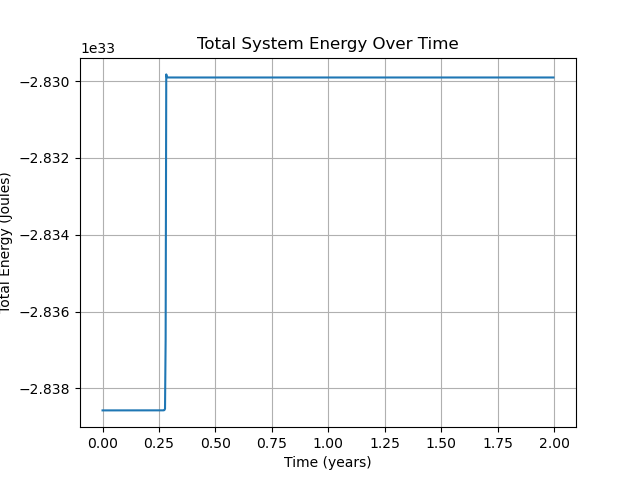 Total System Energy Over Time
1e33
−2.830
−2.832
−2.834
−2.836
−2.838
Total Energy (Joules)
0.00 0.25 0.50 0.75 1.00 1.25 1.50 1.75 2.00
Time (years)